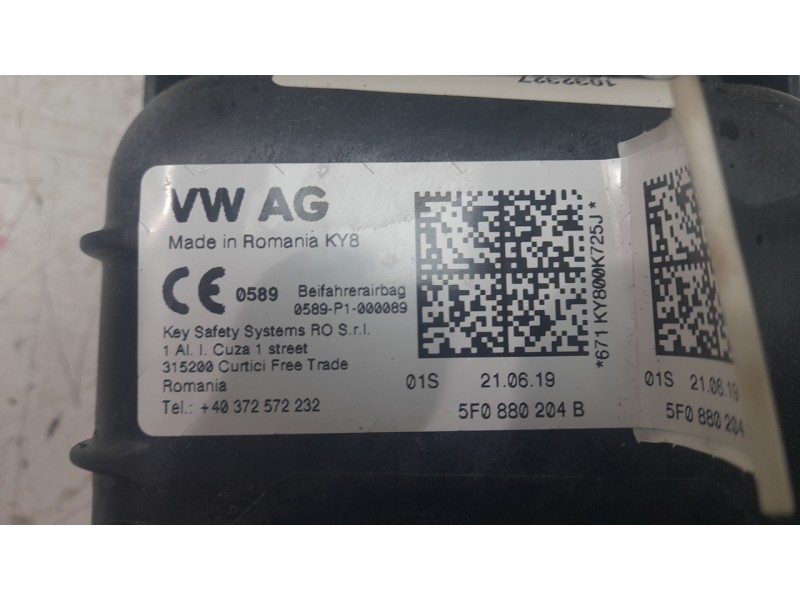 1032327
VW AG
Made in Romania KY8
CE 0589 Beifahrerairbag
0589-P1-000089
Key Safety Systems RO S.r.l.
1 Al. I. Cuza 1 street
315200 Curtici Free Trade
Romania
Tel.: +40 372 572 232
*671 KY800K725J*
01S 21.06.19
5F0 880 204 B
01S 21.06.19
5F0 880 204